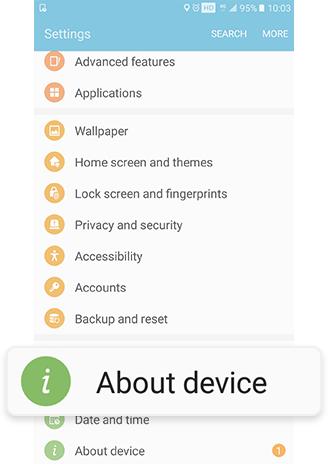 HD 4G 95% 10:03
Settings SEARCH MORE
Advanced features
Applications
Wallpaper
Home screen and themes
Lock screen and fingerprints
Privacy and security
Accessibility
Accounts
Backup and reset
i About device
Date and time
i About device 1